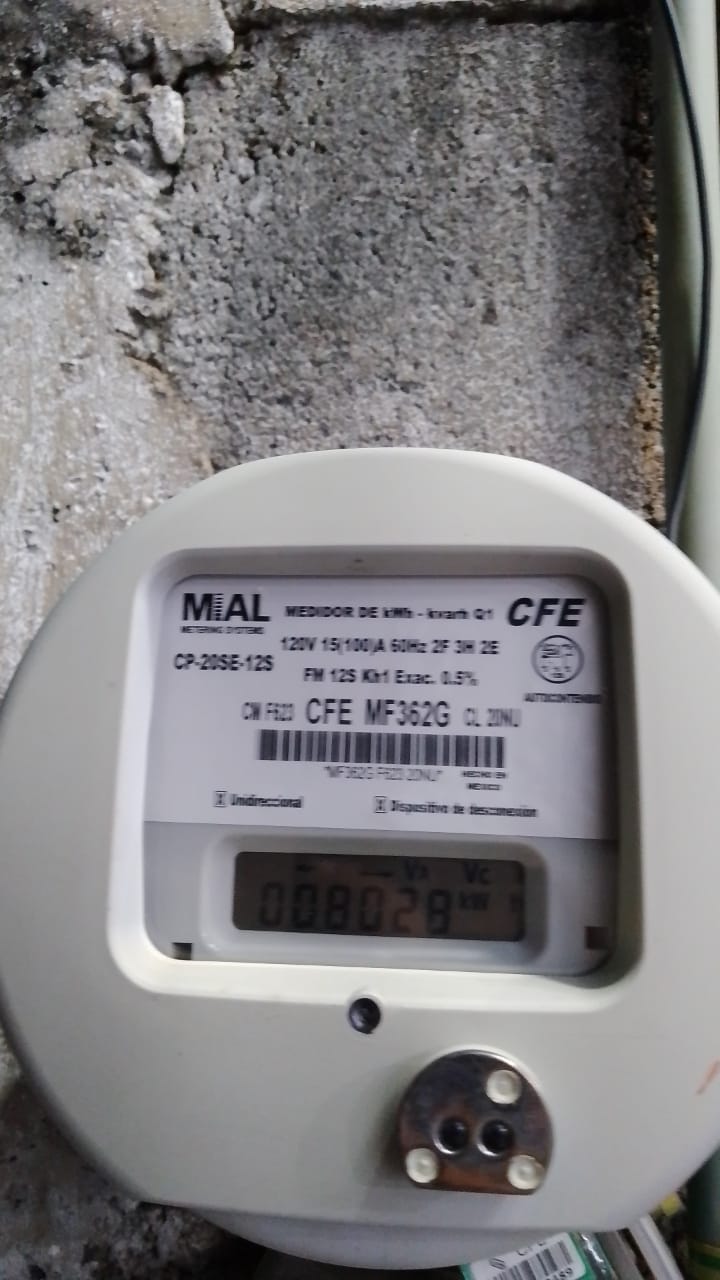 MIAL
METERING SYSTEMS
MEDIDOR DE kWh - kvarh Q1
CFE
120V 15(100)A 60Hz 2F 3H 2E
CP-20SE-12S
FM 12S Kh1 Exac. 0.5%
AUTOCONTENIDO
CW F623 CFE MF362G CL 20NU
*MF362G F623 20NU*
HECHO EN
MEXICO
X Unidireccional
X Dispositivo de desconexión
Vc
008028 kW h